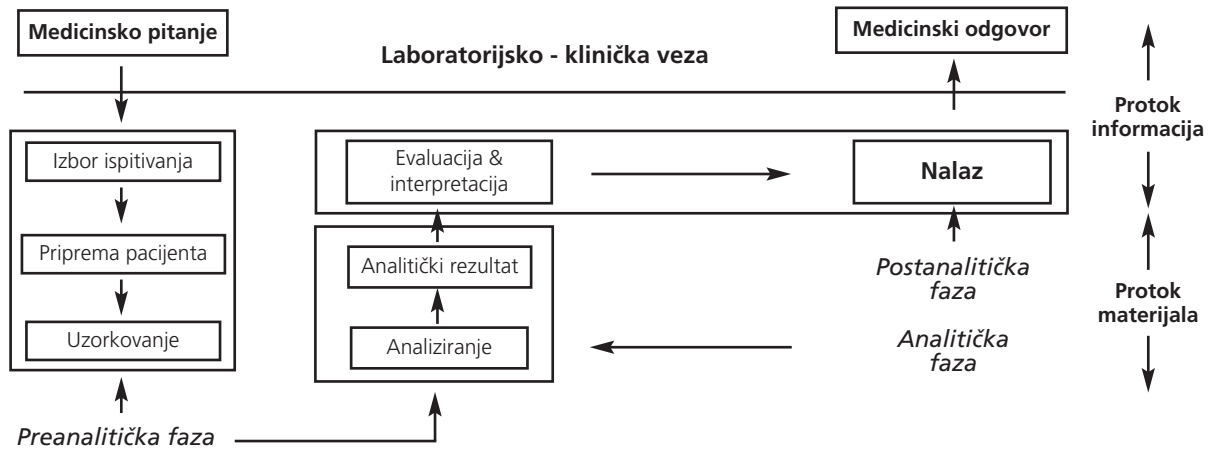 Medicinsko pitanje
Laboratorijsko - klinička veza
Medicinski odgovor
Protok
informacija
Izbor ispitivanja
Priprema pacijenta
Uzorkovanje
Evaluacija &
interpretacija
Nalaz
Analitički rezultat
Analiziranje
Postanalitička
faza
Analitička
faza
Protok
materijala
Preanalitička faza